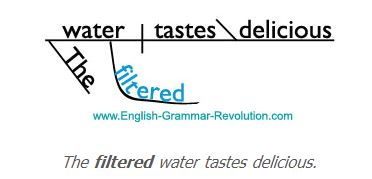 water tastes delicious
The filtered
www.English-Grammar-Revolution.com
The filtered water tastes delicious.